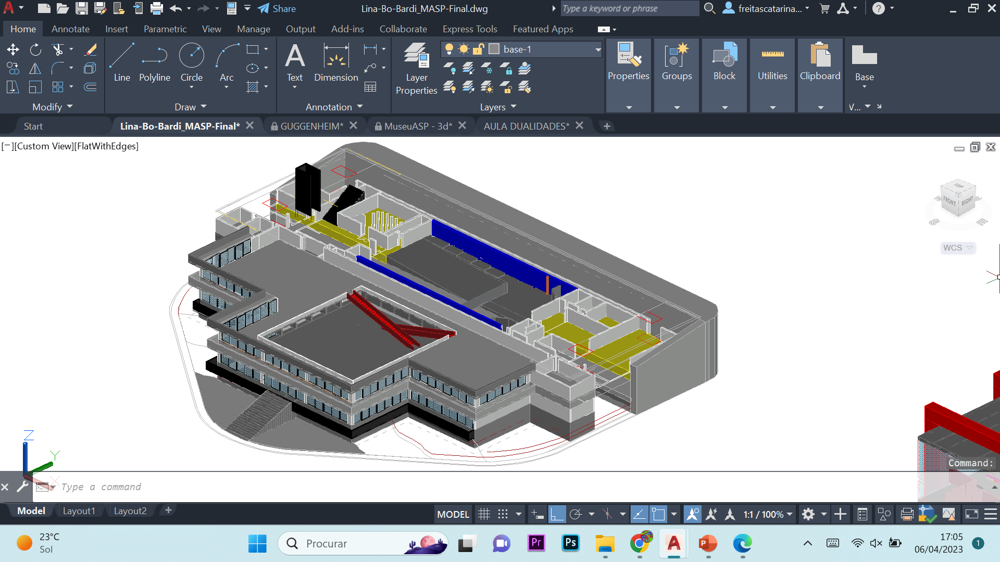 Share
Lina-Bo-Bardi_MASP-Final.dwg
Type a keyword or phrase
freitascatarina...
Home
Annotate
Insert
Parametric
View
Manage
Output
Add-ins
Collaborate
Express Tools
Featured Apps
base-1
Line
Polyline
Circle
Arc
Text
Dimension
Layer
Properties
Properties
Groups
Block
Utilities
Clipboard
Base
Modify
Draw
Annotation
Layers
V...
Start
Lina-Bo-Bardi_MASP-Final*
GUGGENHEIM*
MuseuASP - 3d*
AULA DUALIDADES*
[−][Custom View][FlatWithEdges]
TOP
FRONT
RIGHT
S
E
WCS
Z
Y
X
Command:
Type a command
Model
Layout1
Layout2
MODEL
1:1 / 100%
23°C
Sol
Procurar
Pr
Ps
A
P
17:05
06/04/2023
1